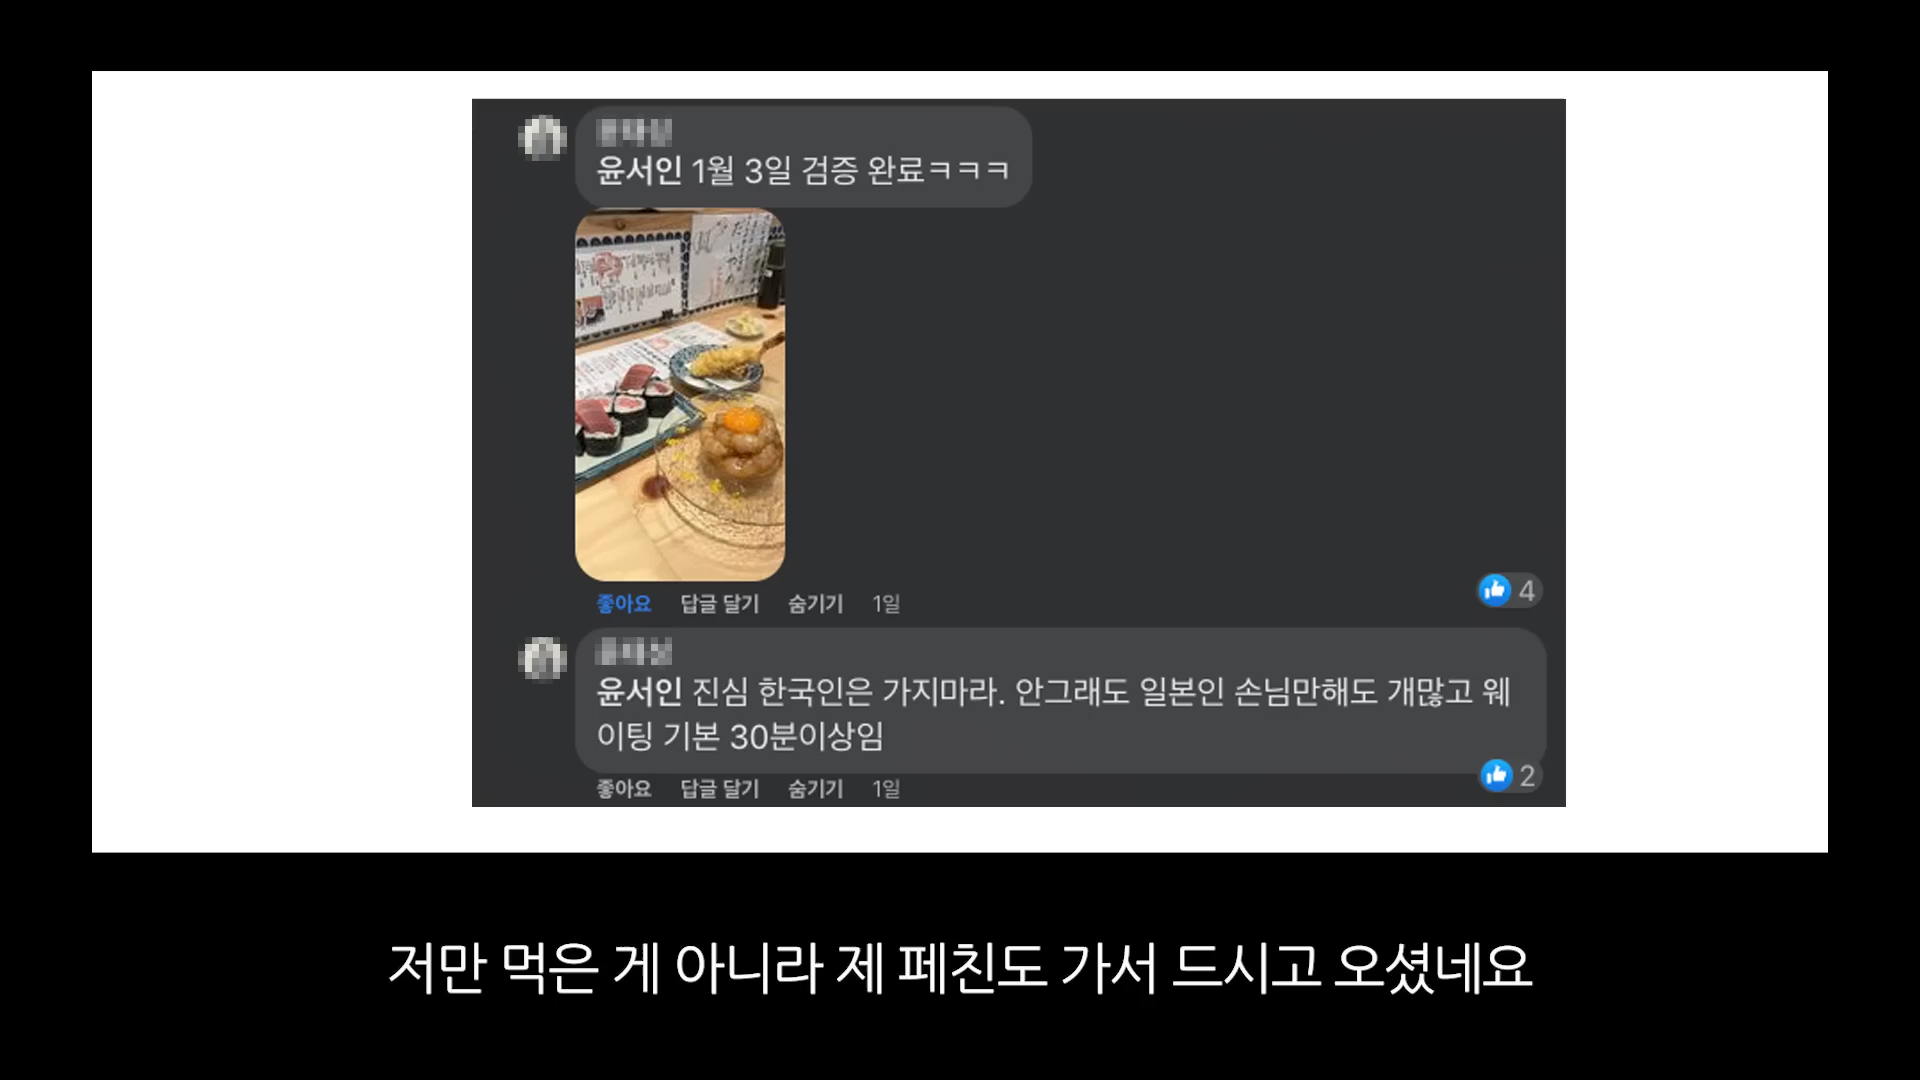 윤서인 1월 3일 검증 완료ㅋㅋㅋ
좋아요 답글 달기 숨기기 1일
4
윤서인 진심 한국인은 가지마라. 안그래도 일본인 손님만해도 개많고 웨
이팅 기본 30분이상임
좋아요 답글 달기 숨기기 1일
2
저만 먹은 게 아니라 제 페친도 가서 드시고 오셨네요